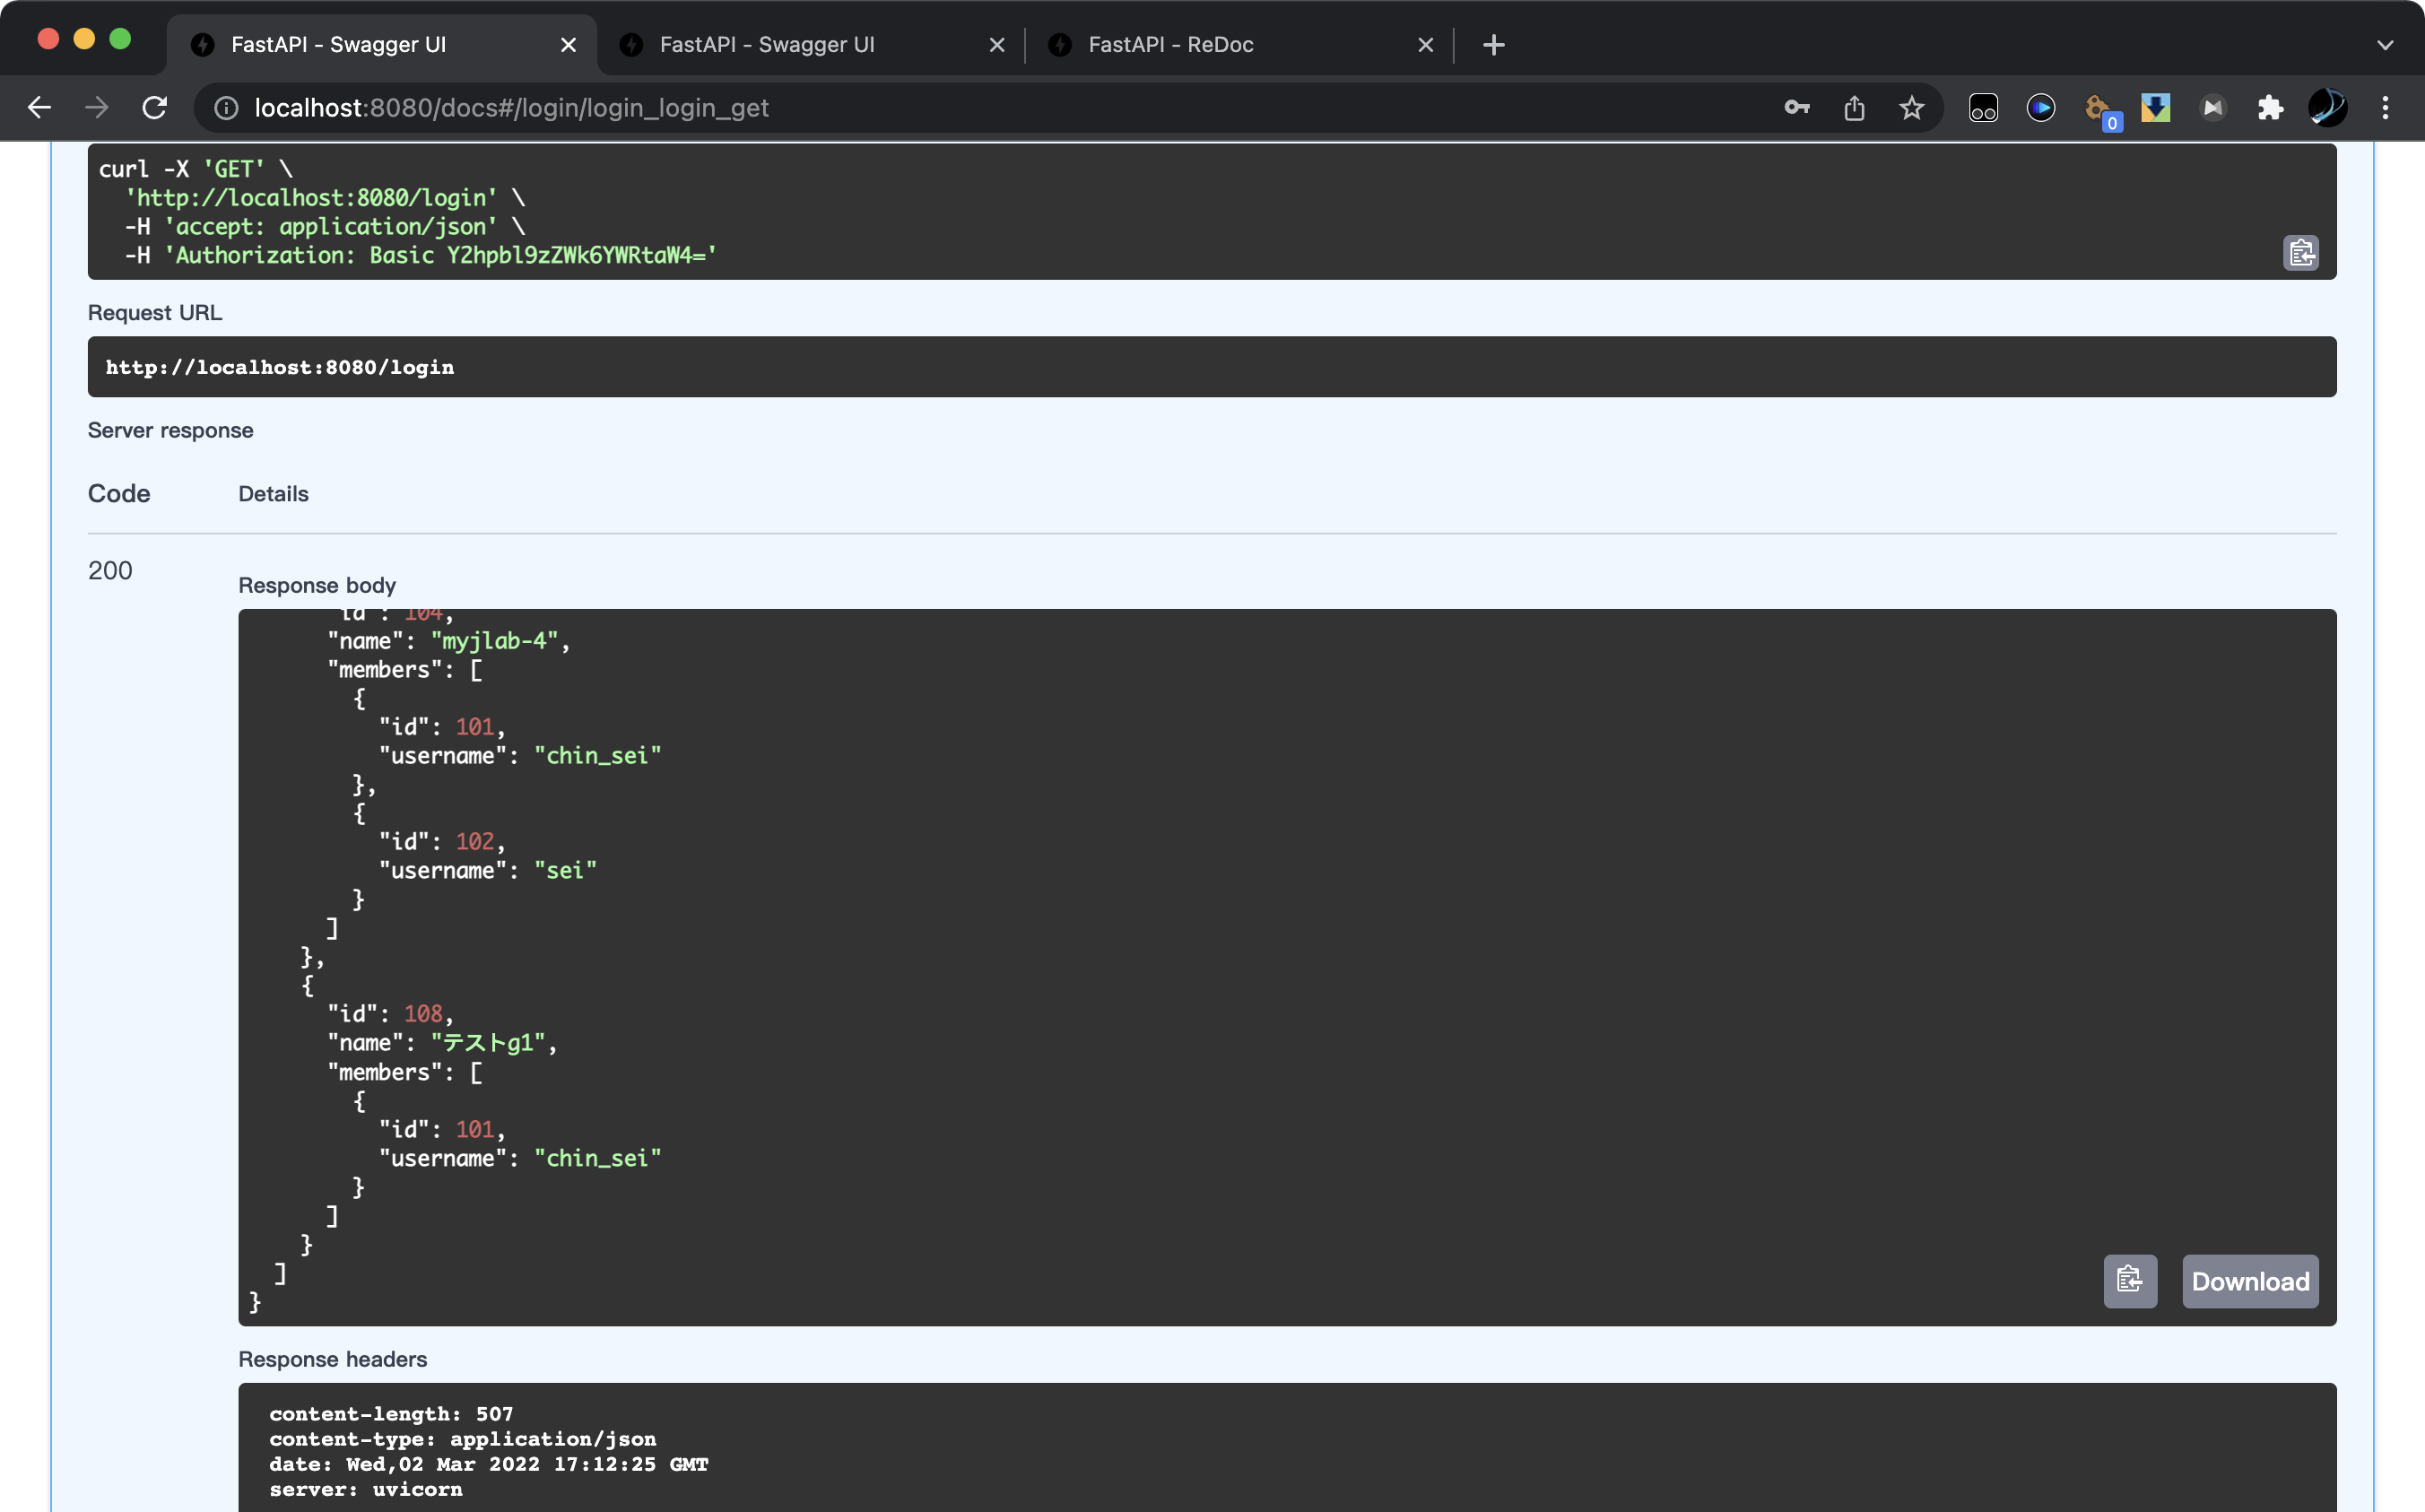 FastAPI - Swagger UI
FastAPI - Swagger UI
FastAPI - ReDoc
localhost:8080/docs#/login/login_login_get
0
curl -X 'GET' \
  'http://localhost:8080/login' \
  -H 'accept: application/json' \
  -H 'Authorization: Basic Y2hpbl9zZWk6YWRtaW4='
Request URL
http://localhost:8080/login
Server response
Code Details
200
Response body
      "id": 104,
      "name": "myjlab-4",
      "members": [
        {
          "id": 101,
          "username": "chin_sei"
        },
        {
          "id": 102,
          "username": "sei"
        }
      ]
    },
    {
      "id": 108,
      "name": "テストg1",
      "members": [
        {
          "id": 101,
          "username": "chin_sei"
        }
      ]
    }
  ]
}
Download
Response headers
content-length: 507
content-type: application/json
date: Wed,02 Mar 2022 17:12:25 GMT
server: uvicorn